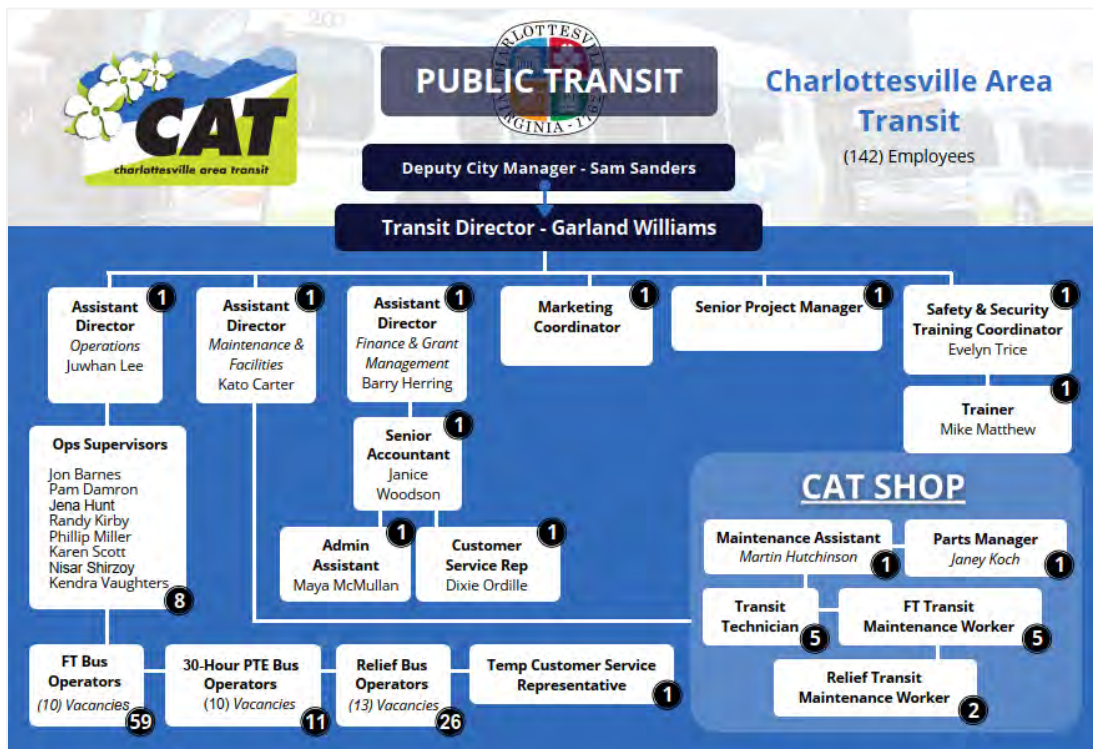 CHARLOTTESVILLE
VIRGINIA - 1762
CAT
charlottesville area transit
PUBLIC TRANSIT
Charlottesville Area
Transit
(142) Employees
Deputy City Manager - Sam Sanders
Transit Director - Garland Williams
1
Assistant
Director
Operations
Juwhan Lee
1
Assistant
Director
Maintenance &
Facilities
Kato Carter
1
Assistant
Director
Finance & Grant
Management
Barry Herring
1
Marketing
Coordinator
1
Senior Project Manager
1
Safety & Security
Training Coordinator
Evelyn Trice
1
Trainer
Mike Matthew
Ops Supervisors
Jon Barnes
Pam Damron
Jena Hunt
Randy Kirby
Phillip Miller
Karen Scott
Nisar Shirzoy
Kendra Vaughters
8
1
Senior
Accountant
Janice
Woodson
1
Admin
Assistant
Maya McMullan
1
Customer
Service Rep
Dixie Ordille
CAT SHOP
Maintenance Assistant
Martin Hutchinson
1
Parts Manager
Janey Koch
1
Transit
Technician
5
FT Transit
Maintenance Worker
5
Relief Transit
Maintenance Worker
2
FT Bus
Operators
(10) Vacancies
59
30-Hour PTE Bus
Operators
(10) Vacancies
11
Relief Bus
Operators
(13) Vacancies
26
Temp Customer Service
Representative
1